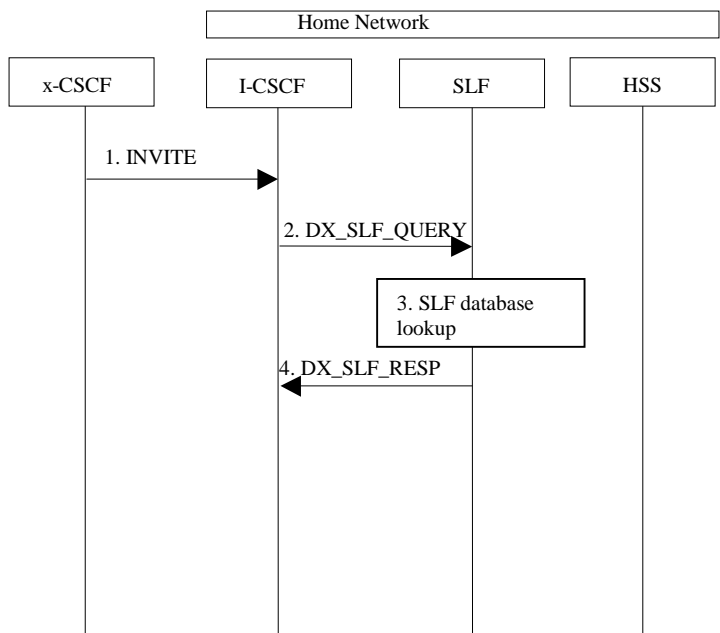 Home Network
x-CSCF
I-CSCF
SLF
HSS
1. INVITE
2. DX_SLF_QUERY
3. SLF database
lookup
4. DX_SLF_RESP